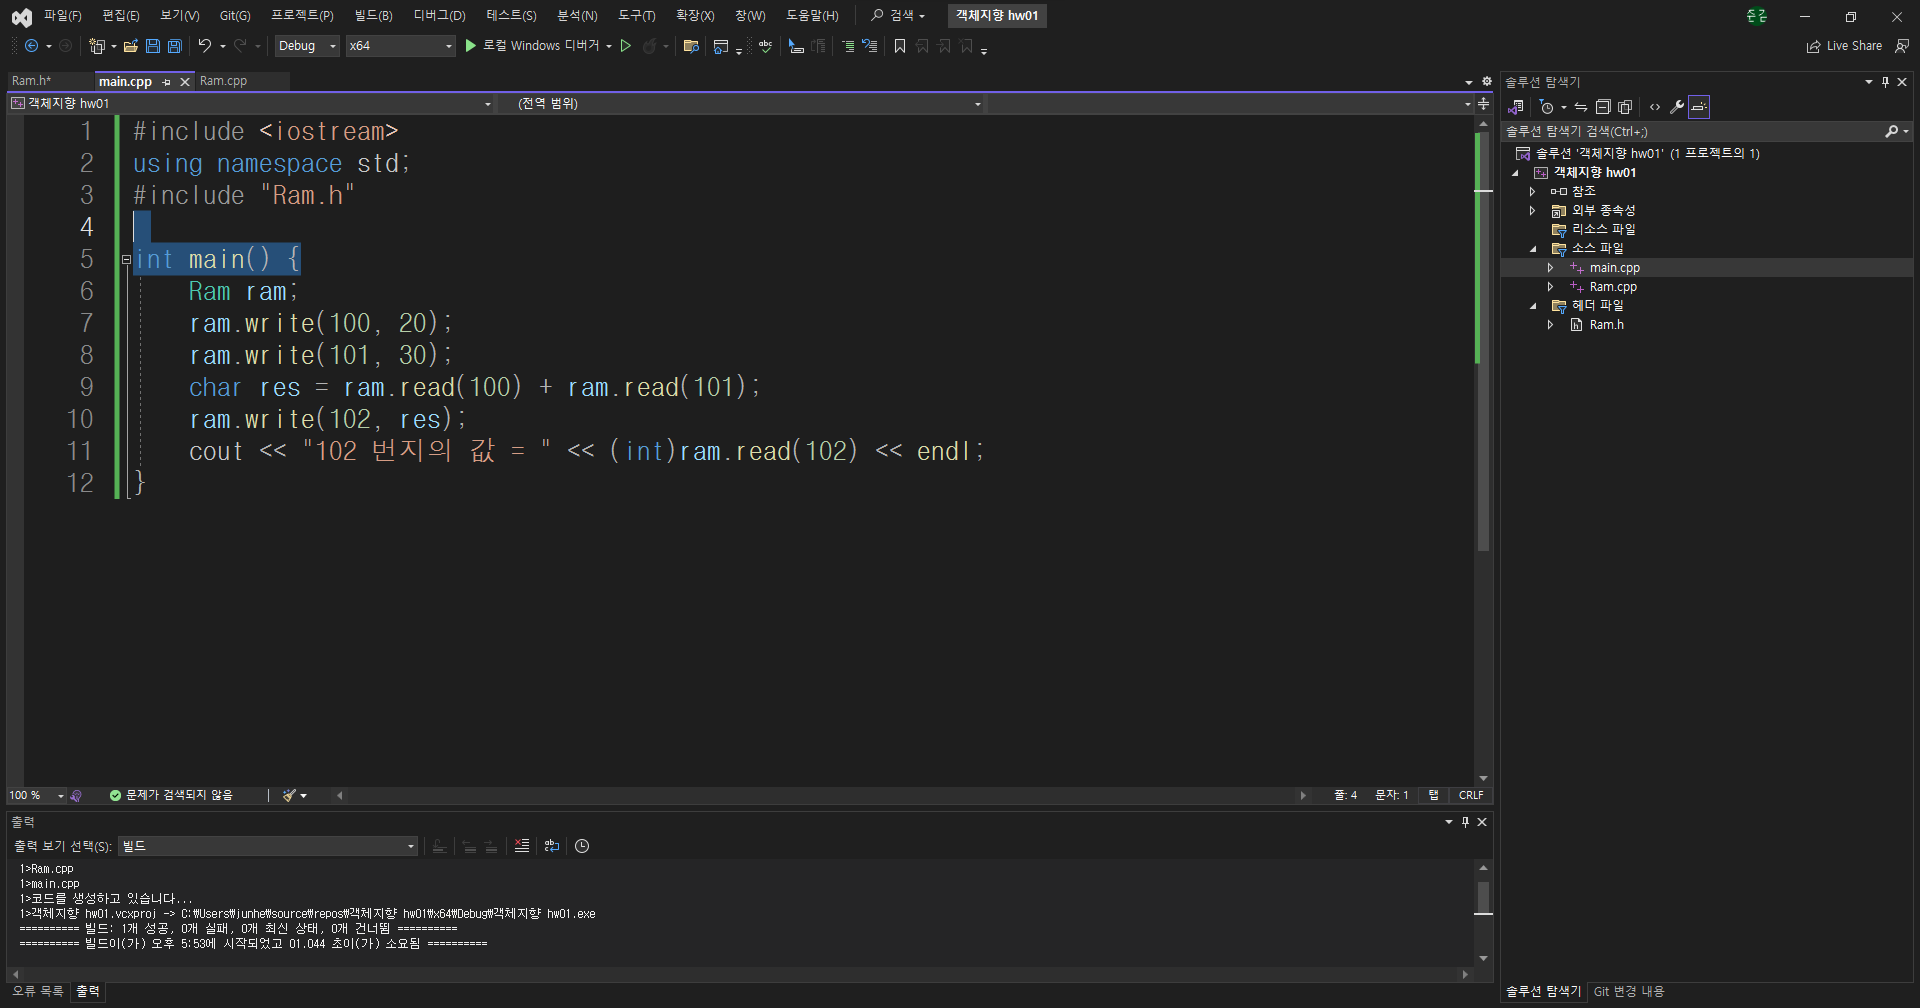 파일(F) 편집(E) 보기(V) Git(G) 프로젝트(P) 빌드(B) 디버그(D) 테스트(S) 분석(N) 도구(T) 확장(X) 창(W) 도움말(H) 검색 객체지향 hw01 준근
Debug x64 로컬 Windows 디버거 Live Share
Ram.h* main.cpp Ram.cpp
객체지향 hw01 (전역 범위)
1 #include <iostream>
2 using namespace std;
3 #include "Ram.h"
4
5 int main() {
6 Ram ram;
7 ram.write(100, 20);
8 ram.write(101, 30);
9 char res = ram.read(100) + ram.read(101);
10 ram.write(102, res);
11 cout << "102 번지의 값 = " << (int)ram.read(102) << endl;
12 }
100 % 문제가 검색되지 않음 줄: 4 문자: 1 탭 CRLF
출력
출력 보기 선택(S): 빌드
1>Ram.cpp
1>main.cpp
1>코드를 생성하고 있습니다...
1>객체지향 hw01.vcxproj -> C:\Users\junhe\source\repos\객체지향 hw01\x64\Debug\객체지향 hw01.exe
========== 빌드: 1개 성공, 0개 실패, 0개 최신 상태, 0개 건너뜀 ==========
========== 빌드이(가) 오후 5:53에 시작되었고 01.044 초이(가) 소요됨 ==========
오류 목록 출력
솔루션 탐색기
솔루션 탐색기 검색(Ctrl+;)
솔루션 '객체지향 hw01' (1 프로젝트의 1)
객체지향 hw01
참조
외부 종속성
리소스 파일
소스 파일
main.cpp
Ram.cpp
헤더 파일
Ram.h
솔루션 탐색기 Git 변경 내용